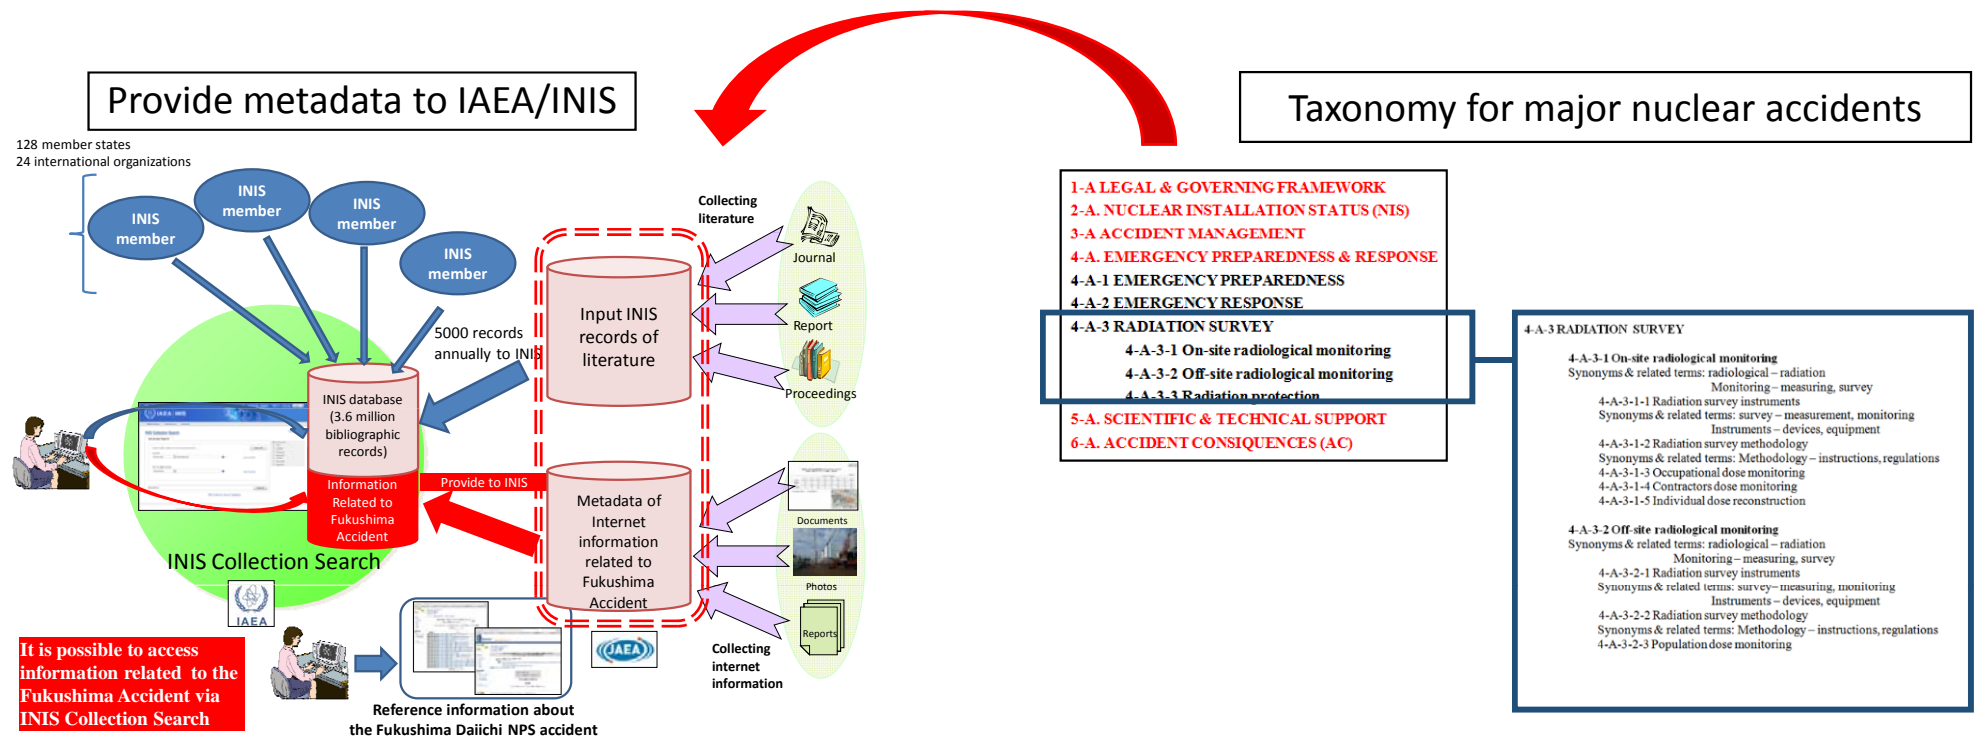 Provide metadata to IAEA/INIS
128 member states
24 international organizations
INIS
member
INIS
member
INIS
member
INIS
member
5000 records
annually to INIS
INIS database
(3.6 million
bibliographic
records)
Information
Related to
Fukushima
Accident
Provide to INIS
INIS Collection Search
IAEA
It is possible to access
information related to the
Fukushima Accident via
INIS Collection Search
Reference information about
the Fukushima Daiichi NPS accident
Input INIS
records of
literature
Metadata of
Internet
information
related to
Fukushima
Accident
JAEA
Collecting
literature
Journal
Report
Proceedings
Documents
Photos
Reports
Collecting
internet
information
Taxonomy for major nuclear accidents
1-A LEGAL & GOVERNING FRAMEWORK
2-A. NUCLEAR INSTALLATION STATUS (NIS)
3-A ACCIDENT MANAGEMENT
4-A. EMERGENCY PREPAREDNESS & RESPONSE
4-A-1 EMERGENCY PREPAREDNESS
4-A-2 EMERGENCY RESPONSE
4-A-3 RADIATION SURVEY
4-A-3-1 On-site radiological monitoring
4-A-3-2 Off-site radiological monitoring
4-A-3-3 Radiation protection
5-A. SCIENTIFIC & TECHNICAL SUPPORT
6-A. ACCIDENT CONSIQUENCES (AC)
4-A-3 RADIATION SURVEY
4-A-3-1 On-site radiological monitoring
Synonyms & related terms: radiological – radiation
Monitoring – measuring, survey
4-A-3-1-1 Radiation survey instruments
Synonyms & related terms: survey – measurement, monitoring
Instruments – devices, equipment
4-A-3-1-2 Radiation survey methodology
Synonyms & related terms: Methodology – instructions, regulations
4-A-3-1-3 Occupational dose monitoring
4-A-3-1-4 Contractors dose monitoring
4-A-3-1-5 Individual dose reconstruction
4-A-3-2 Off-site radiological monitoring
Synonyms & related terms: radiological – radiation
Monitoring – measuring, survey
4-A-3-2-1 Radiation survey instruments
Synonyms & related terms: survey – measuring, monitoring
Instruments – devices, equipment
4-A-3-2-2 Radiation survey methodology
Synonyms & related terms: Methodology – instructions, regulations
4-A-3-2-3 Population dose monitoring